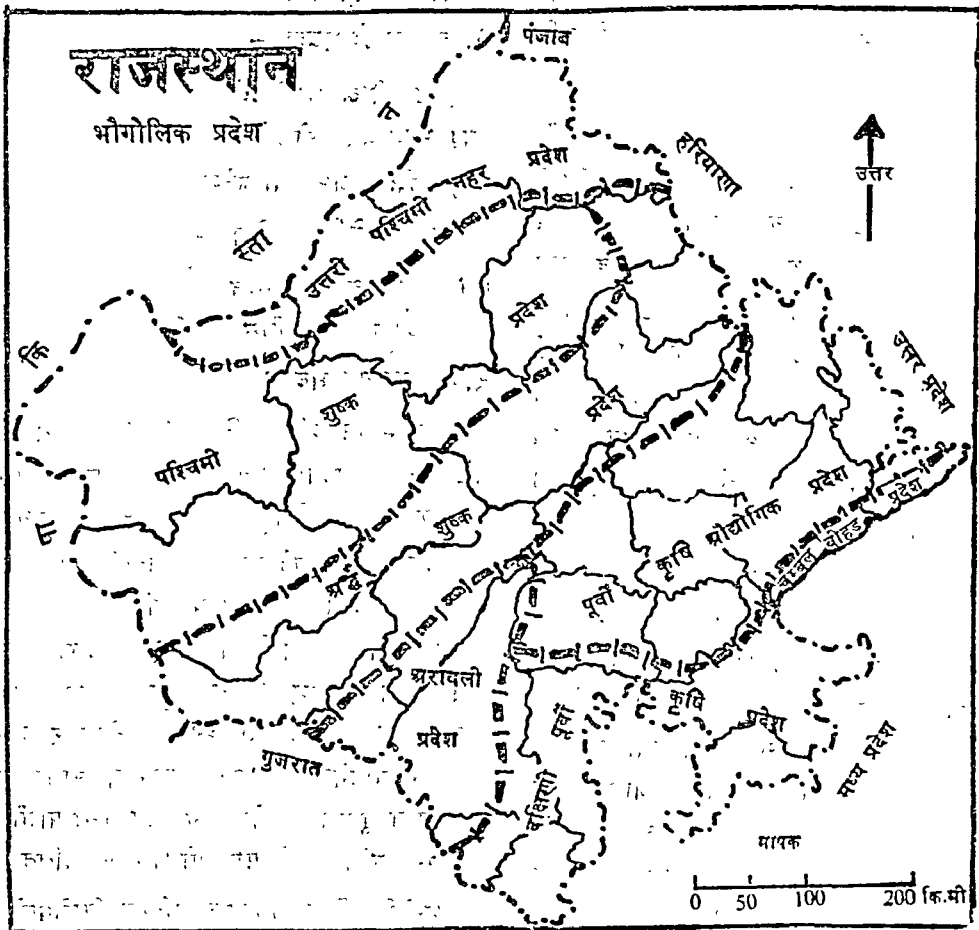 राजस्थान
भौगोलिक प्रदेश
पंजाब
हरियाणा
उत्तर
पा कि स्ता न
उत्तरी पश्चिमी नहर प्रदेश
पश्चिमी शुष्क प्रदेश
अर्द्ध शुष्क प्रदेश
उत्तर प्रदेश
पूर्वी कृषि औद्योगिक प्रदेश
चम्बल बीहड़ प्रदेश
अरावली
प्रदेश
दक्षिणी पूर्वी कृषि प्रदेश
गुजरात
मध्य प्रदेश
मापक
0 50 100 200 कि.मी